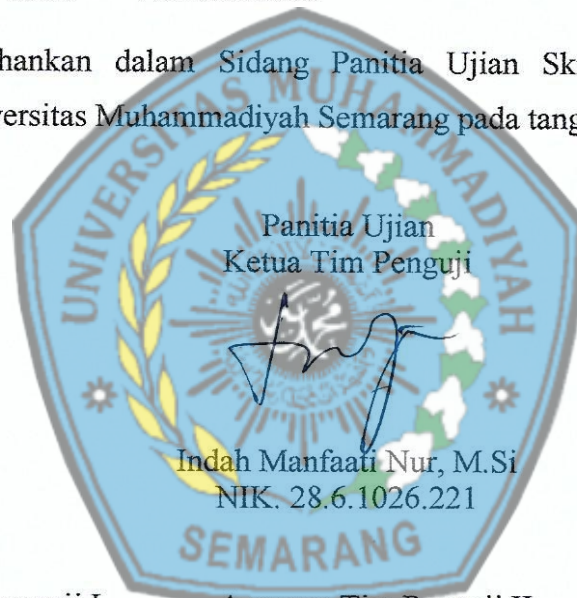 hankan dalam Sidang Panitia Ujian Sk
versitas Muhammadiyah Semarang pada tang
UNIVERSITAS MUHAMMADIYAH
Panitia Ujian
Ketua Tim Penguji
Indah Manfaati Nur, M.Si
NIK. 28.6.1026.221
SEMARANG